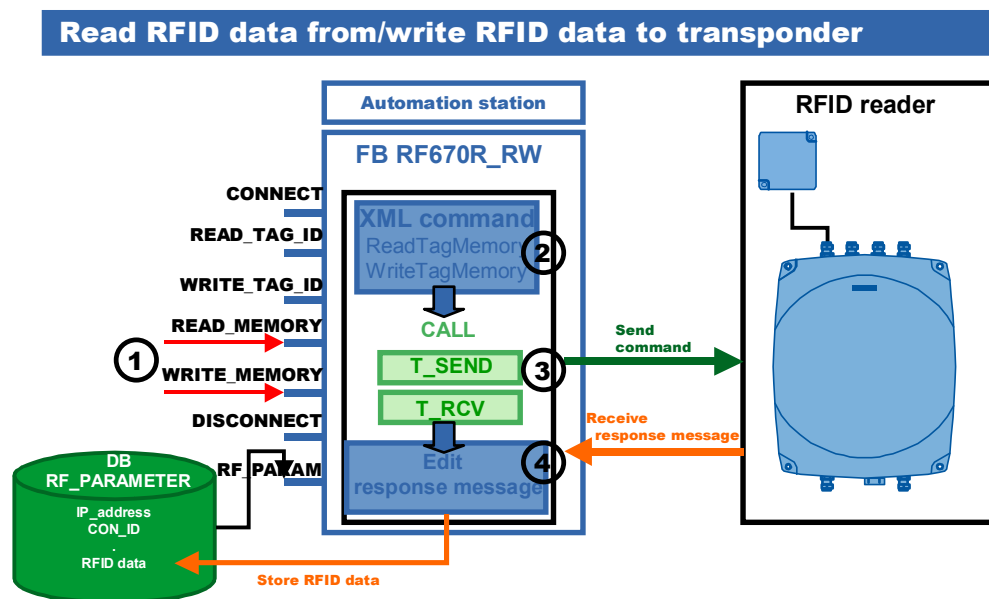 Read RFID data from/write RFID data to transponder
Automation station
RFID reader
FB RF670R_RW
CONNECT
READ_TAG_ID
WRITE_TAG_ID
READ_MEMORY
1
WRITE_MEMORY
DISCONNECT
RF_PARAM
XML command
ReadTagMemory
WriteTagMemory
2
CALL
T_SEND
3
T_RCV
Edit
response message
4
Send
command
Receive
response message
DB
RF_PARAMETER
IP_address
CON_ID
.
RFID data
Store RFID data